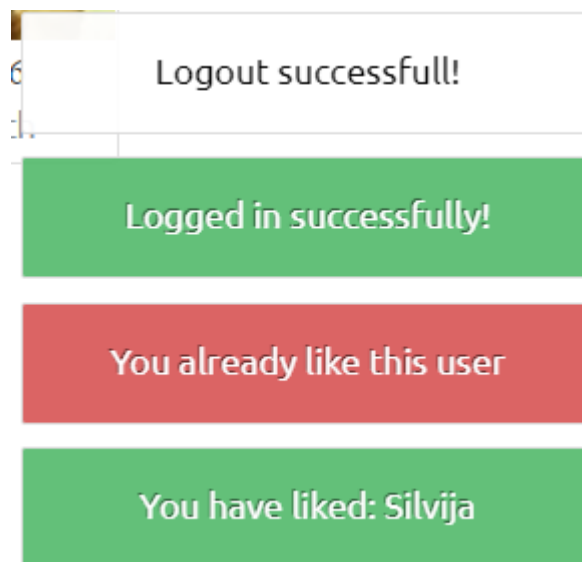 Logout successfull!
Logged in successfully!
You already like this user
You have liked: Silvija